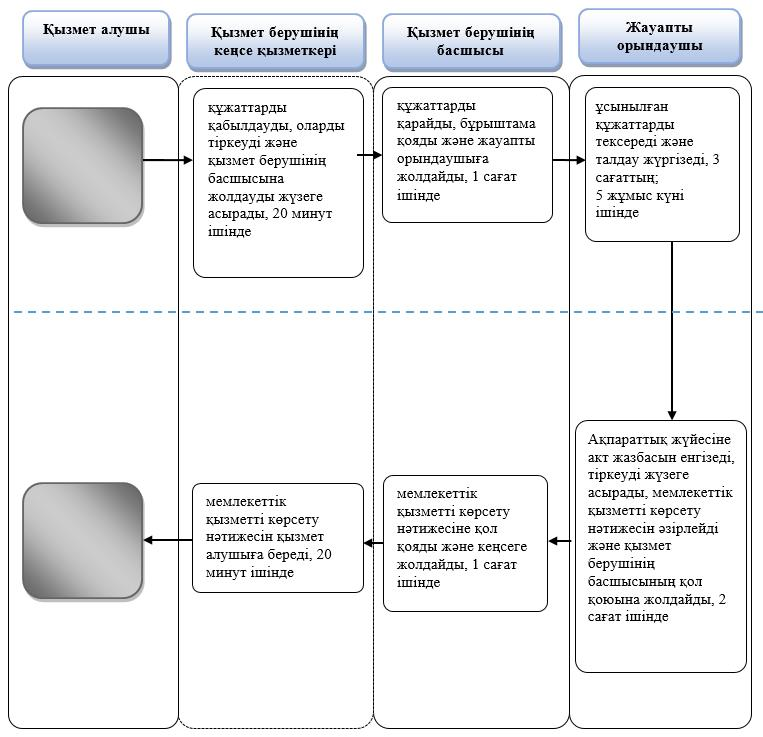 Қызмет алушы
Қызмет берушінің
кеңсе қызметкері
Қызмет берушінің
басшысы
Жауапты
орындаушы
құжаттарды
қабылдауды, оларды
тіркеуді және
қызмет берушінің
басшысына
жолдауды жүзеге
асырады, 20 минут
ішінде
құжаттарды
қарайды, бұрыштама
қояды және жауапты
орындаушыға
жолдайды, 1 сағат
ішінде
ұсынылған
құжаттарды
тексереді және
талдау жүргізеді, 3
сағаттың;
5 жұмыс күні
ішінде
мемлекеттік
қызметті көрсету
нәтижесін қызмет
алушыға береді, 20
минут ішінде
мемлекеттік
қызметті көрсету
нәтижесіне қол
қояды және кеңсеге
жолдайды, 1 сағат
ішінде
Ақпараттық жүйесіне
акт жазбасын енгізеді,
тіркеуді жүзеге
асырады, мемлекеттік
қызметті көрсету
нәтижесін әзірлейді
және қызмет
берушінің
басшысының қол
қоюына жолдайды, 2
сағат ішінде